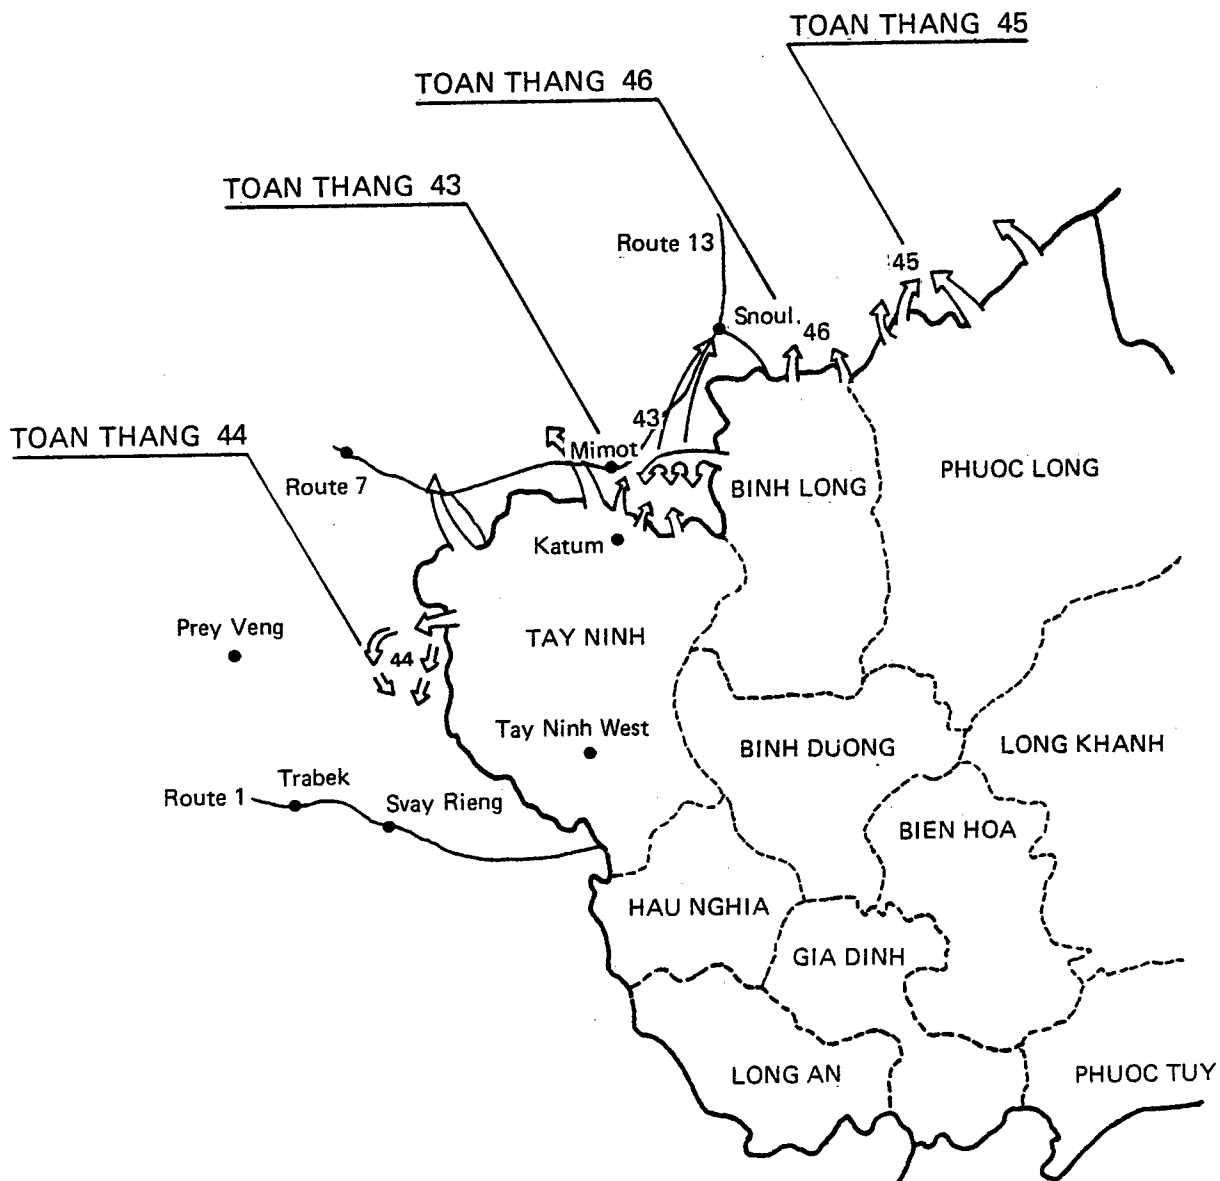 TOAN THANG 45
TOAN THANG 46
TOAN THANG 43
Route 13
45
Snoul.
46
43
TOAN THANG 44
Mimot
Route 7
BINH LONG
PHUOC LONG
Katum
Prey Veng
44
TAY NINH
Tay Ninh West
BINH DUONG
LONG KHANH
Trabek
Route 1
Svay Rieng
BIEN HOA
HAU NGHIA
GIA DINH
LONG AN
PHUOC TUY